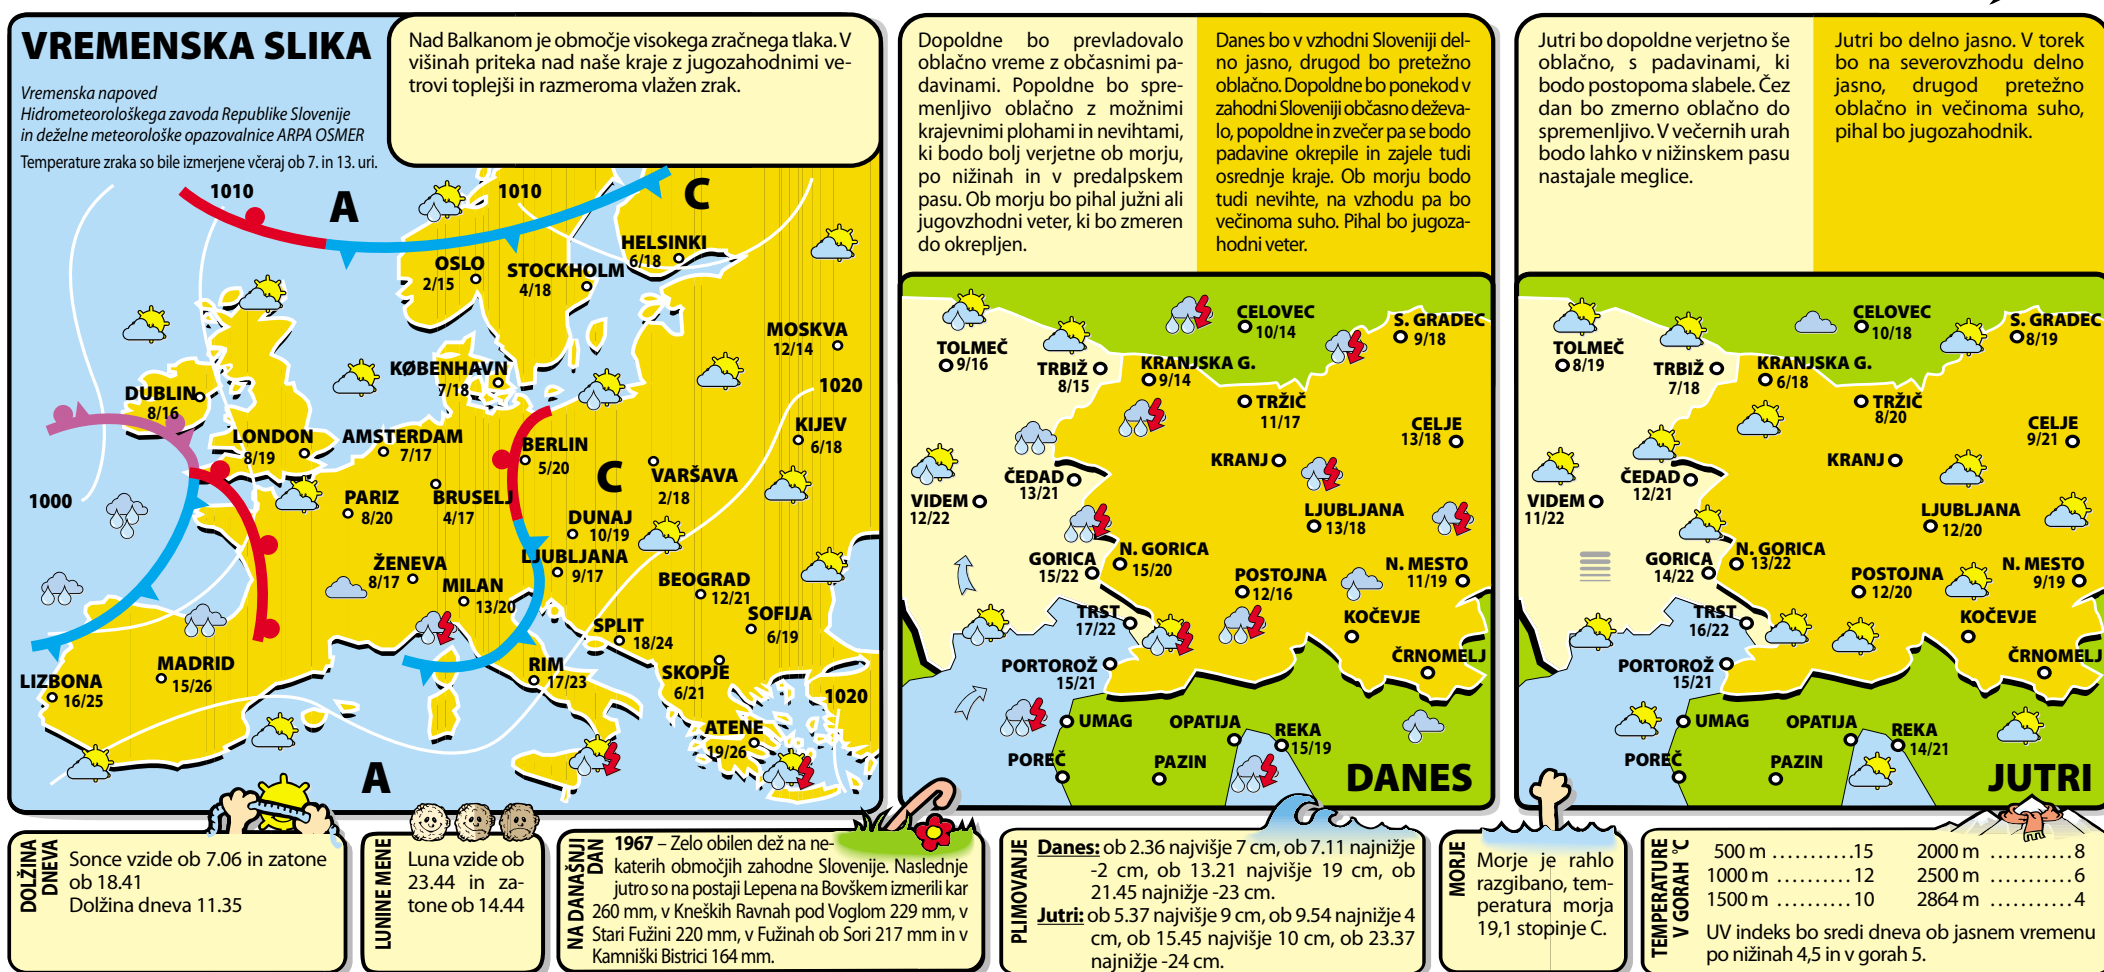 VREMENSKA SLIKA
Vremenska napoved
Hidrometeorološkega zavoda Republike Slovenije
in deželne meteorološke opazovalnice ARPA OSMER
Temperature zraka so bile izmerjene včeraj ob 7. in 13. uri.
Nad Balkanom je območje visokega zračnega tlaka. V
višinah priteka nad naše kraje z jugozahodnimi ve-
trovi toplejši in razmeroma vlažen zrak.
1010
A
1010
C
HELSINKI
6/18
OSLO
2/15
STOCKHOLM
4/18
MOSKVA
12/14
KØBENHAVN
7/18
1020
DUBLIN
8/16
KIJEV
6/18
LONDON
8/19
AMSTERDAM
7/17
BERLIN
5/20
C
VARŠAVA
2/18
1000
PARIZ
8/20
BRUSELJ
4/17
DUNAJ
10/19
LJUBLJANA
9/17
ŽENEVA
8/17
MILAN
13/20
BEOGRAD
12/21
SOFIJA
6/19
SPLIT
18/24
MADRID
15/26
RIM
17/23
SKOPJE
6/21
LIZBONA
16/25
1020
ATENE
19/26
A
Dopoldne bo prevladovalo
oblačno vreme z občasnimi pa-
davinami. Popoldne bo spre-
menljivo oblačno z možnimi
krajevnimi plohami in nevihtami,
ki bodo bolj verjetne ob morju,
po nižinah in v predalpskem
pasu. Ob morju bo pihal južni ali
jugovzhodni veter, ki bo zmeren
do okrepljen.
Danes bo v vzhodni Sloveniji del-
no jasno, drugod bo pretežno
oblačno. Dopoldne bo ponekod v
zahodni Sloveniji občasno deževa-
lo, popoldne in zvečer pa se bodo
padavine okrepile in zajele tudi
osrednje kraje. Ob morju bodo
tudi nevihte, na vzhodu pa bo
večinoma suho. Pihal bo jugoza-
hodni veter.
CELOVEC
10/14
S. GRADEC
9/18
TOLMEČ
9/16
TRBIŽ
8/15
KRANJSKA G.
9/14
TRŽIČ
11/17
CELJE
13/18
KRANJ
ČEDAD
13/21
VIDEM
12/22
LJUBLJANA
13/18
GORICA
15/22
N. GORICA
15/20
N. MESTO
11/19
POSTOJNA
12/16
TRST
17/22
KOČEVJE
PORTOROŽ
15/21
ČRNOMELJ
UMAG
OPATIJA
REKA
15/19
POREČ
PAZIN
DANES
Jutri bo dopoldne verjetno še
oblačno, s padavinami, ki
bodo postopoma slabele. Čez
dan bo zmerno oblačno do
spremenljivo. V večernih urah
bodo lahko v nižinskem pasu
nastajale meglice.
Jutri bo delno jasno. V torek
bo na severovzhodu delno
jasno, drugod pretežno
oblačno in večinoma suho,
pihal bo jugozahodnik.
CELOVEC
10/18
S. GRADEC
8/19
TOLMEČ
8/19
TRBIŽ
7/18
KRANJSKA G.
6/18
TRŽIČ
8/20
CELJE
9/21
KRANJ
ČEDAD
12/21
VIDEM
11/22
LJUBLJANA
12/20
GORICA
14/22
N. GORICA
13/22
N. MESTO
9/19
POSTOJNA
12/20
TRST
16/22
KOČEVJE
PORTOROŽ
15/21
ČRNOMELJ
UMAG
OPATIJA
REKA
14/21
POREČ
PAZIN
JUTRI
DOLŽINA
DNEVA
Sonce vzide ob 7.06 in zatone
ob 18.41
Dolžina dneva 11.35
LUNINE MENE
Luna vzide ob
23.44 in za-
tone ob 14.44
NA DANAŠNJI
DAN
1967 – Zelo obilen dež na ne-
katerih območjih zahodne Slovenije. Naslednje
jutro so na postaji Lepena na Bovškem izmerili kar
260 mm, v Kneških Ravnah pod Voglom 229 mm, v
Stari Fužini 220 mm, v Fužinah ob Sori 217 mm in v
Kamniški Bistrici 164 mm.
PLIMOVANJE
Danes: ob 2.36 najvišje 7 cm, ob 7.11 najnižje
-2 cm, ob 13.21 najvišje 19 cm, ob
21.45 najnižje -23 cm.
Jutri: ob 5.37 najvišje 9 cm, ob 9.54 najnižje 4
cm, ob 15.45 najvišje 10 cm, ob 23.37
najnižje -24 cm.
MORJE
Morje je rahlo
razgibano, tem-
peratura morja
19,1 stopinje C.
TEMPERATURE
V GORAH °C
500 m ...........15
1000 m ..........12
1500 m ..........10
2000 m ...........8
2500 m ...........6
2864 m ...........4
UV indeks bo sredi dneva ob jasnem vremenu
po nižinah 4,5 in v gorah 5.